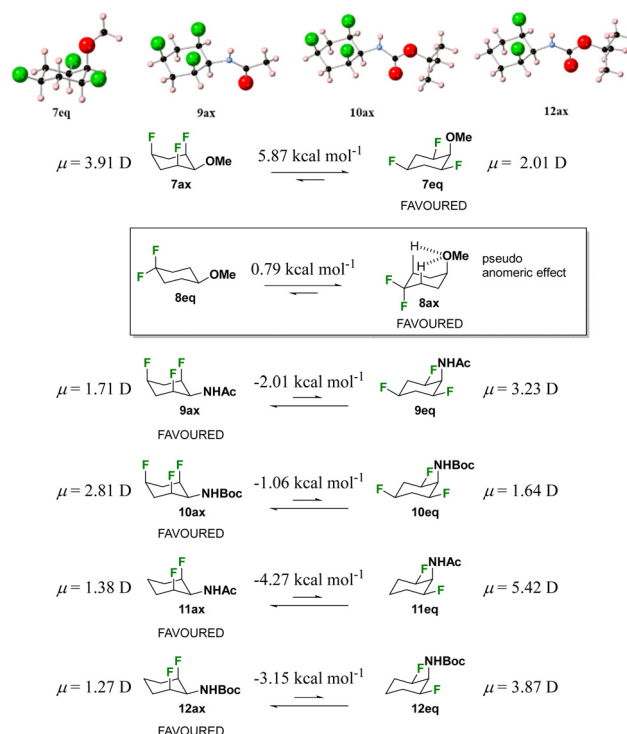 7eq 9ax 10ax 12ax
μ = 3.91 D F F F OMe 7ax 5.87 kcal mol⁻¹ OMe F F F 7eq μ = 2.01 D
FAVOURED
F F OMe 8eq 0.79 kcal mol⁻¹ H H OMe F F 8ax pseudo
anomeric effect
FAVOURED
μ = 1.71 D F F F NHAc 9ax -2.01 kcal mol⁻¹ NHAc F F F 9eq μ = 3.23 D
FAVOURED
μ = 2.81 D F F F NHBoc 10ax -1.06 kcal mol⁻¹ NHBoc F F F 10eq μ = 1.64 D
FAVOURED
μ = 1.38 D F F NHAc 11ax -4.27 kcal mol⁻¹ NHAc F F 11eq μ = 5.42 D
FAVOURED
μ = 1.27 D F F NHBoc 12ax -3.15 kcal mol⁻¹ NHBoc F F 12eq μ = 3.87 D
FAVOURED